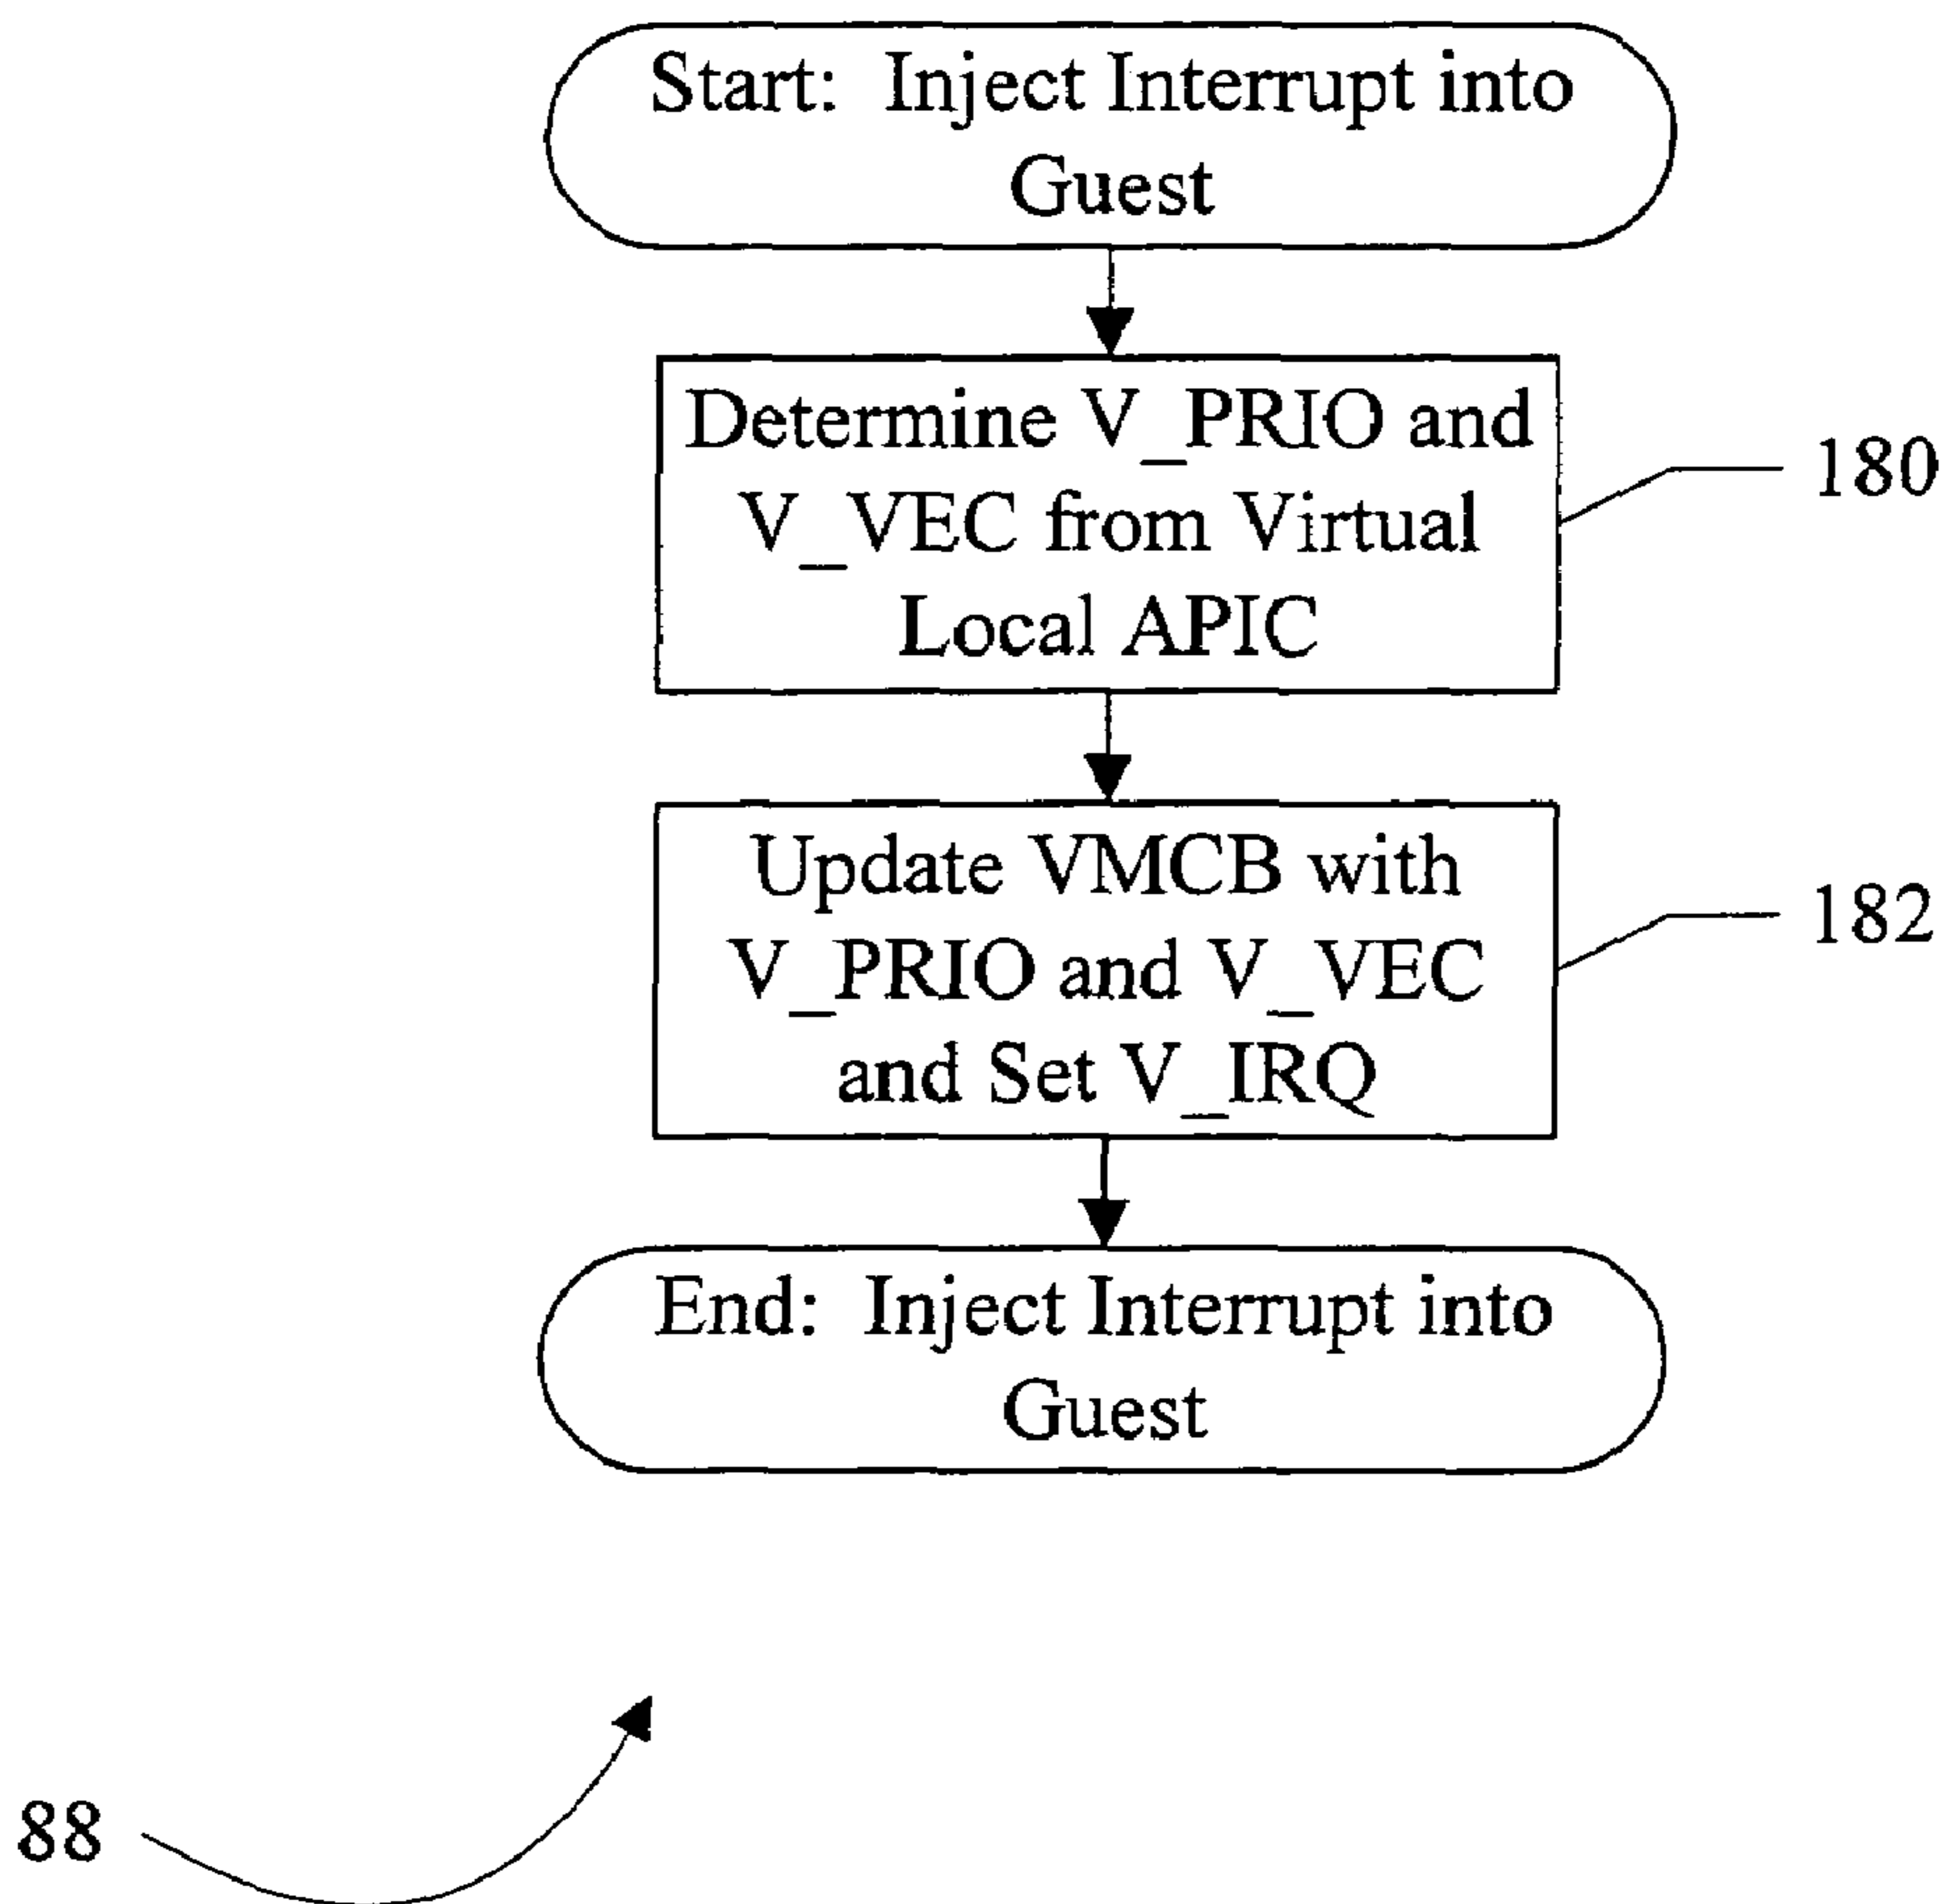 Start: Inject Interrupt into
Guest
Determine V_PRIO and
V_VEC from Virtual
Local APIC
180
Update VMCB with
V_PRIO and V_VEC
and Set V_IRQ
182
End: Inject Interrupt into
Guest
88